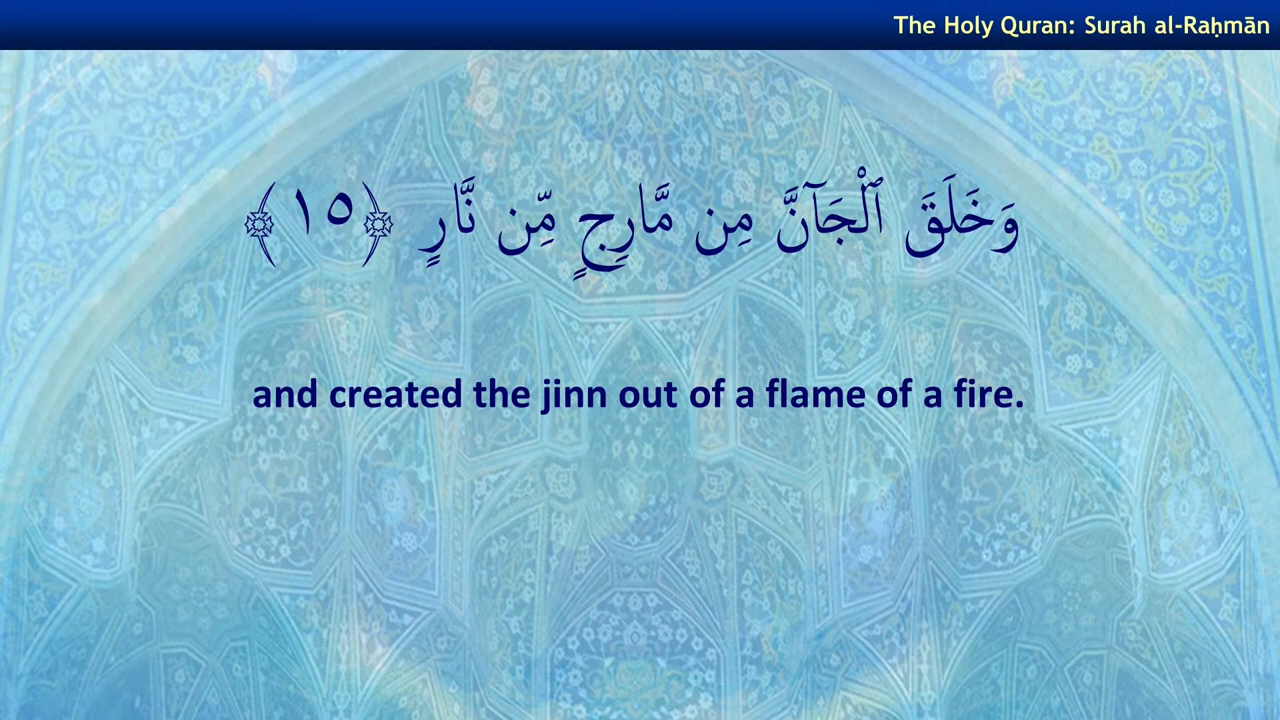 The Holy Quran: Surah al-Raḥmān
وَخَلَقَ ٱلْجَآنَّ مِن مَّارِجٍ مِّن نَّارٍ ﴿١٥﴾
and created the jinn out of a flame of a fire.